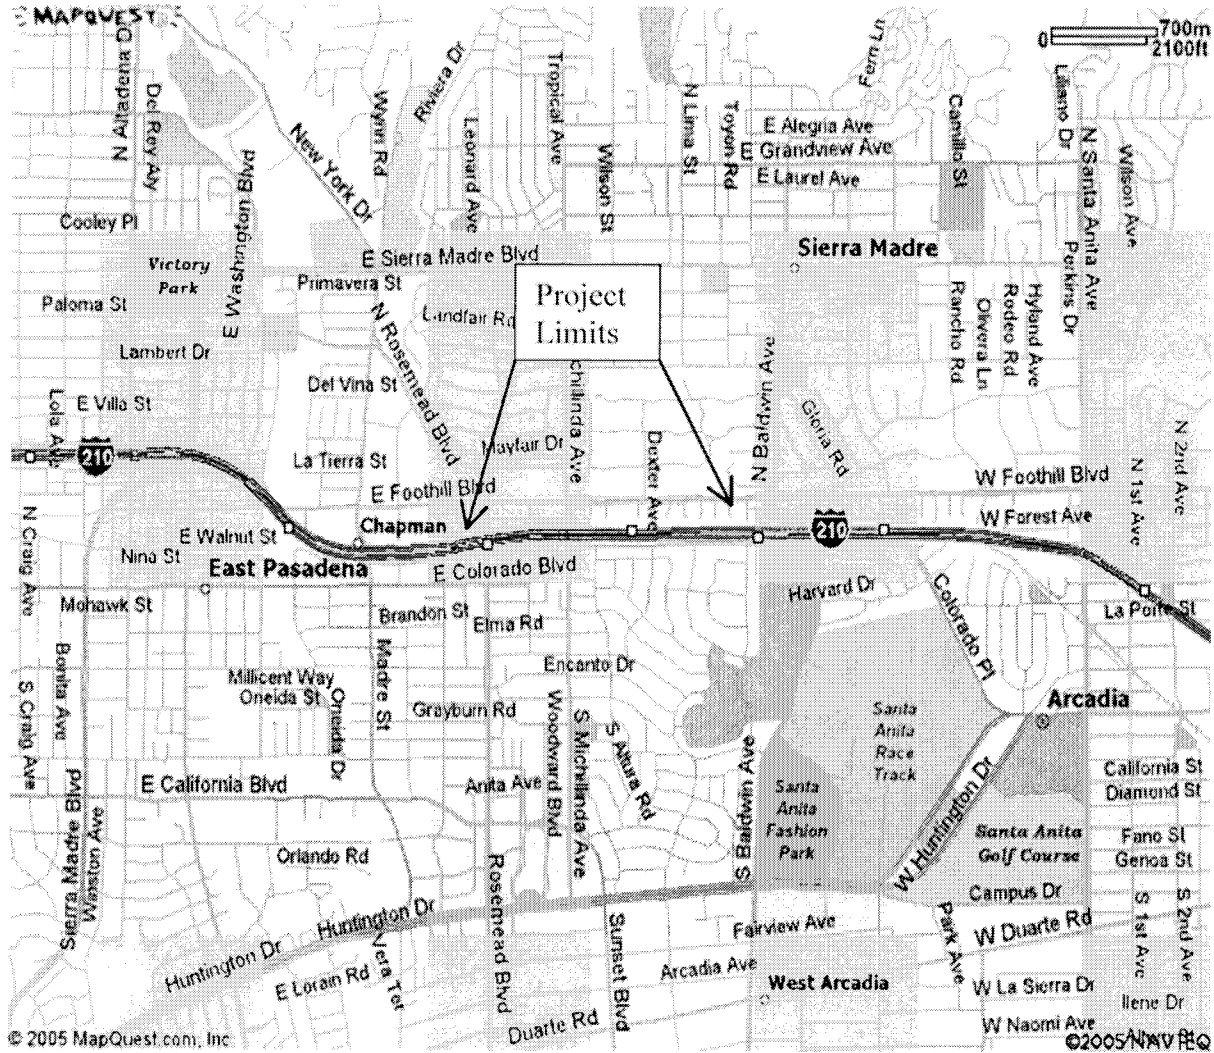 MAPQUEST
700m
0
2100ft
N Altadena D
Del Rey Aly
New York Dr
Wynn Rd
Riviera Dr
Leonard Ave
Tropical Ave
Wilson St
N Lima St
Toyon Rd
Fern Ln
E Alegria Ave
E Grandview Ave
E Laurel Ave
Camillo St
Liliano Dr
N Santa Anita Ave
Wilson Ave
Cooley Pl
E Washington Blvd
E Sierra Madre Blvd
Sierra Madre
Victory
Park
Primavera St
Paloma St
Landfair Rd
N Rosemead Blvd
Project
Limits
Rancho Rd
Olivera Ln
Rodeo Rd
Hyland Ave
Perkins Dr
Lambert Dr
Del Vina St
chillinda Ave
N Baldwin Ave
Lola Ave
E Villa St
Gloria Rd
210
La Tierra St
Mayfair Dr
Dexter Ave
N 1st Ave
N 2nd Ave
E Foothill Blvd
W Foothill Blvd
N Craig Ave
E Walnut St
Chapman
210
W Forest Ave
Nina St
East Pasadena
E Colorado Blvd
Mohawk St
Brandon St
Elma Rd
Harvard Dr
Colorado Pl
La Porte St
Bonita Ave
S Craig Ave
Millicent Way
Oneida St
Oneida Dr
Madre St
Encanto Dr
Grayburn Rd
Woodward Blvd
S Michillinda Ave
S Altura Rd
Santa
Anita
Race
Track
Arcadia
E California Blvd
Anita Ave
S Baldwin Ave
Santa
Anita
Fashion
Park
W Huntington Dr
California St
Diamond St
Santa Anita
Golf Course
Fano St
Genoa St
Sierra Madre Blvd
Winston Ave
Orlando Rd
Rosemead Blvd
Campus Dr
Huntington Dr
Huntington Dr
Sunset Blvd
Fairview Ave
Park Ave
W Duarte Rd
S 1st Ave
S 2nd Ave
E Lorain Rd
Vera Ter
Arcadia Ave
West Arcadia
W La Sierra Dr
Ilene Dr
Duarte Rd
W Naomi Ave
© 2005 MapQuest.com, Inc
©2005 NAVTEQ